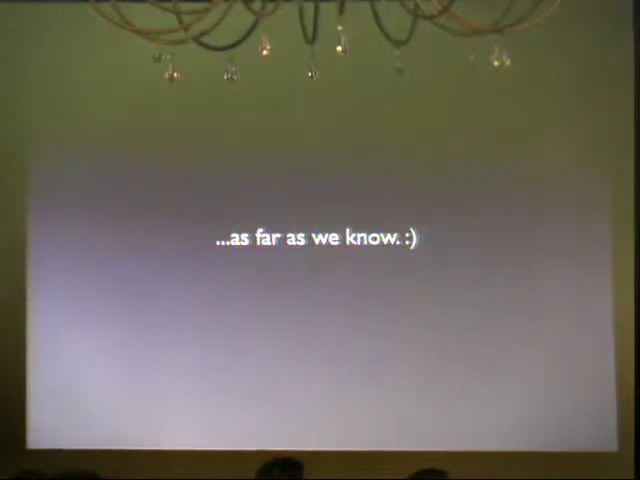 ...as far as we know. :)